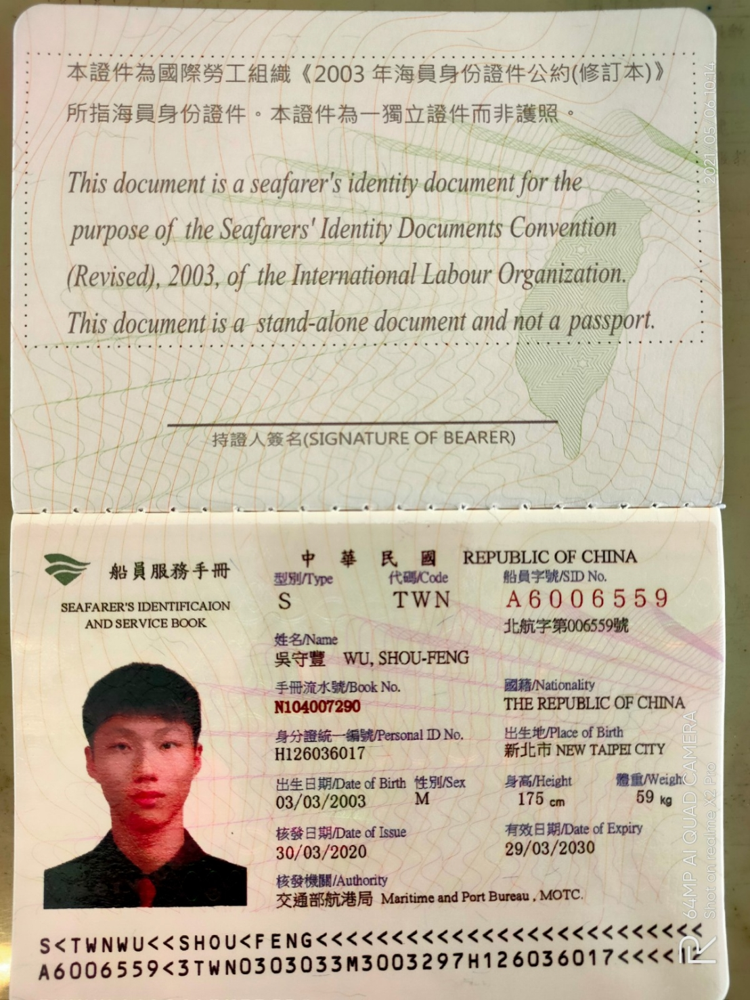 本證件為國際勞工組織《2003 年海員身份證件公約(修訂本)》
所指海員身份證件。本證件為一獨立證件而非護照。
This document is a seafarer's identity document for the
purpose of the Seafarers' Identity Documents Convention
(Revised), 2003, of the International Labour Organization.
This document is a stand-alone document and not a passport.
持證人簽名(SIGNATURE OF BEARER)
船員服務手冊
SEAFARER'S IDENTIFICAION
AND SERVICE BOOK
中華民國 REPUBLIC OF CHINA
型別/Type 代碼/Code 船員字號/SID No.
S TWN A6006559
北航字第006559號
姓名/Name
吳守豐 WU, SHOU-FENG
手冊流水號/Book No. 國籍/Nationality
N104007290 THE REPUBLIC OF CHINA
身分證統一編號/Personal ID No. 出生地/Place of Birth
H126036017 新北市 NEW TAIPEI CITY
出生日期/Date of Birth 性別/Sex 身高/Height 體重/Weight
03/03/2003 M 175 cm 59 kg
核發日期/Date of Issue 有效日期/Date of Expiry
30/03/2020 29/03/2030
核發機關/Authority
交通部航港局 Maritime and Port Bureau , MOTC.
S<TWNWU<<SHOU<FENG<<<<<<<<<<<<<<<<<<<<<<<<<<
A6006559<3TWN0303033M3003297H126036017<<<<12
2021/05/06 10:14
R
64MP AI QUAD CAMERA
Shot on realme X2 Pro